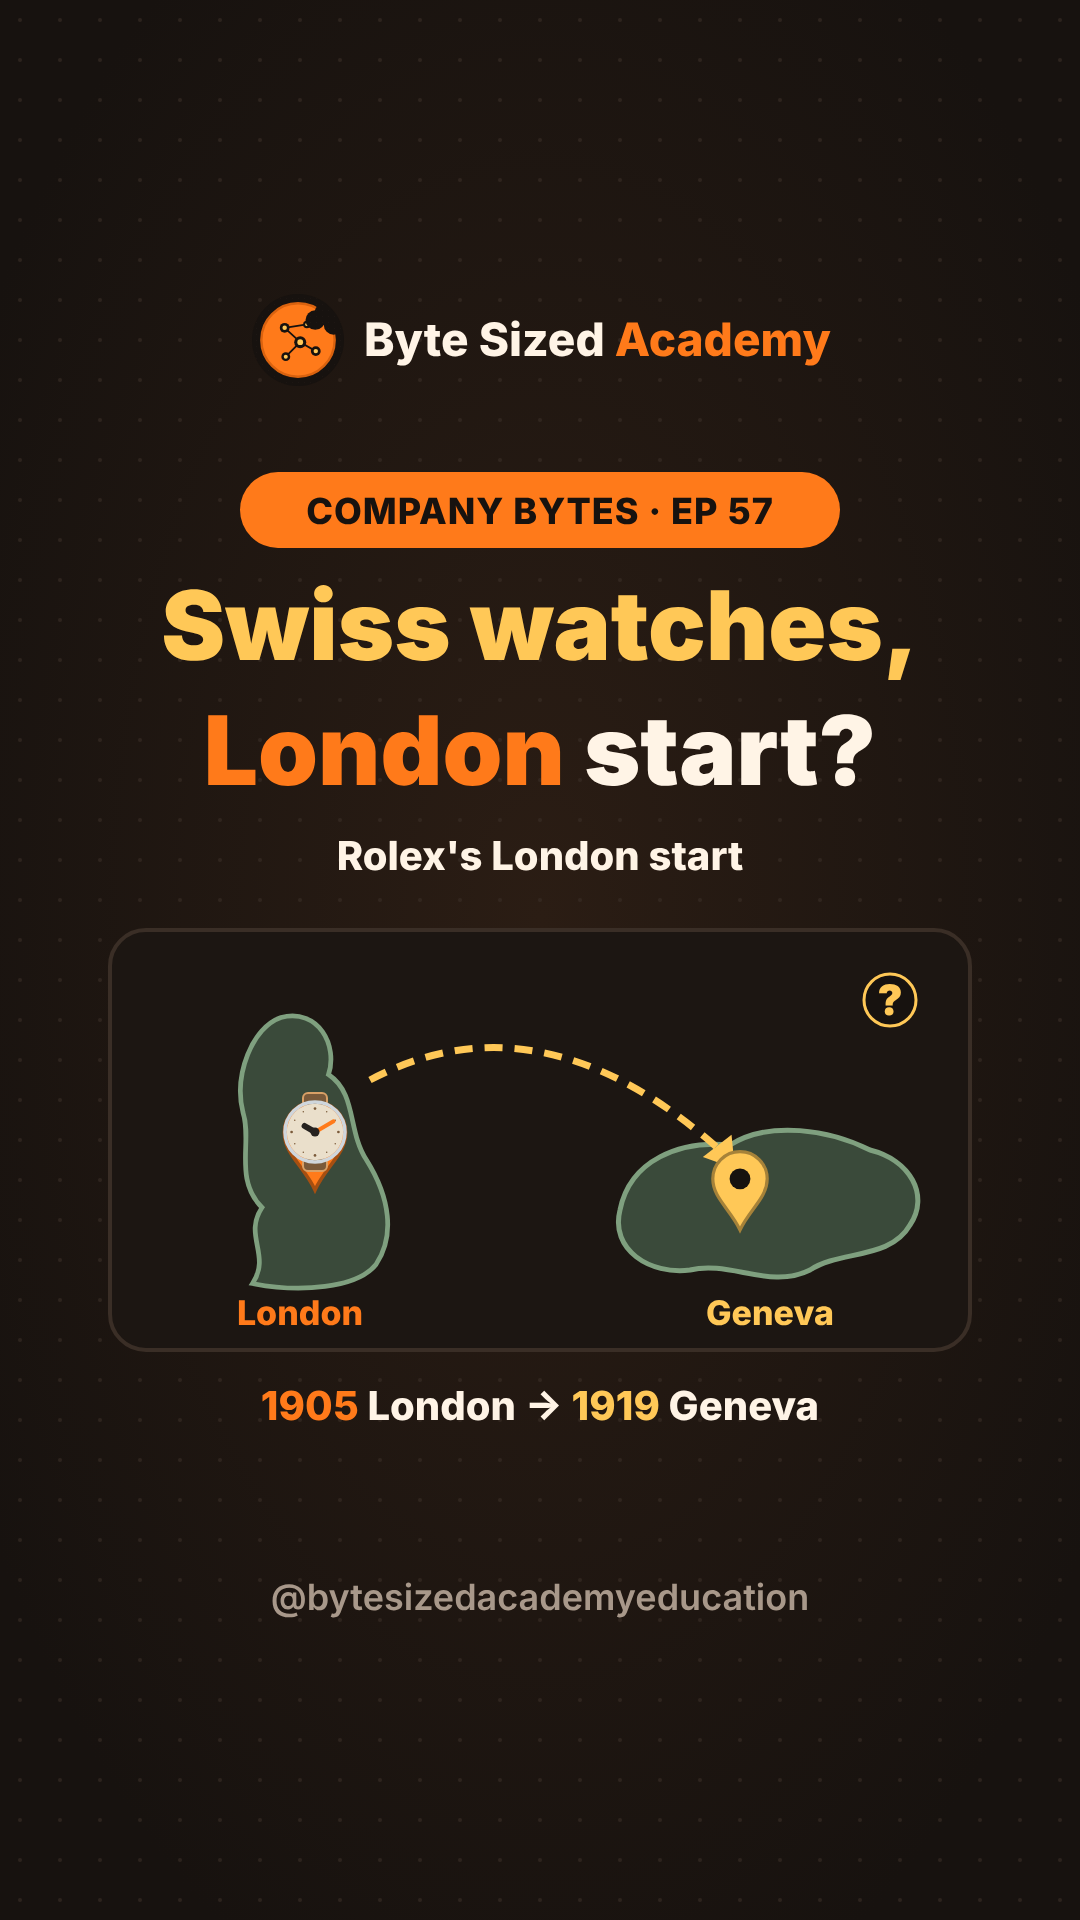 Byte Sized Academy
COMPANY BYTES · EP 57
Swiss watches,
London start?
Rolex's London start
?
London
Geneva
1905 London → 1919 Geneva
@bytesizedacademyeducation